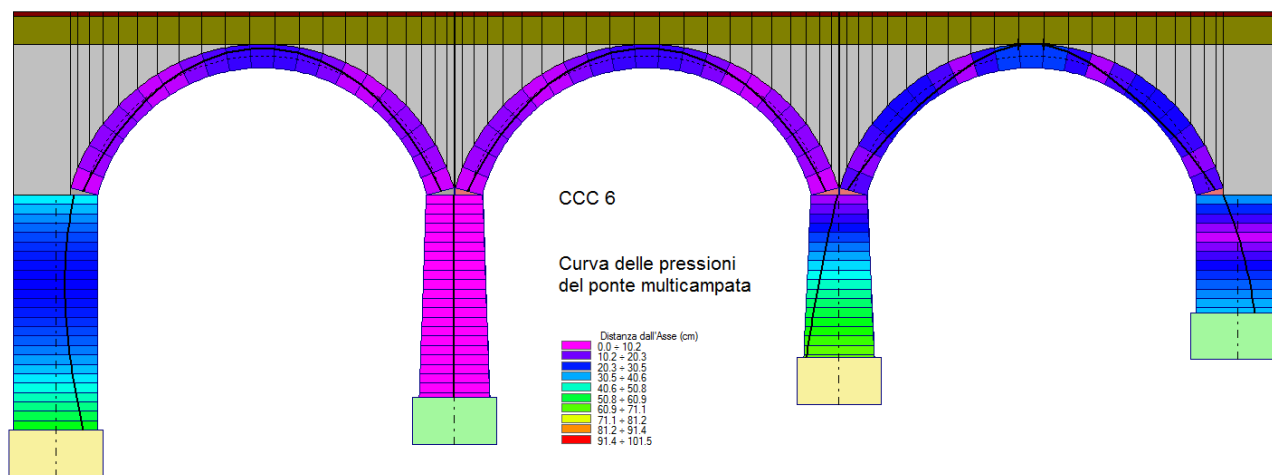 CCC 6
Curva delle pressioni
del ponte multicampata
Distanza dall'Asse (cm)
0.0 ÷ 10.2
10.2 ÷ 20.3
20.3 ÷ 30.5
30.5 ÷ 40.6
40.6 ÷ 50.8
50.8 ÷ 60.9
60.9 ÷ 71.1
71.1 ÷ 81.2
81.2 ÷ 91.4
91.4 ÷ 101.5